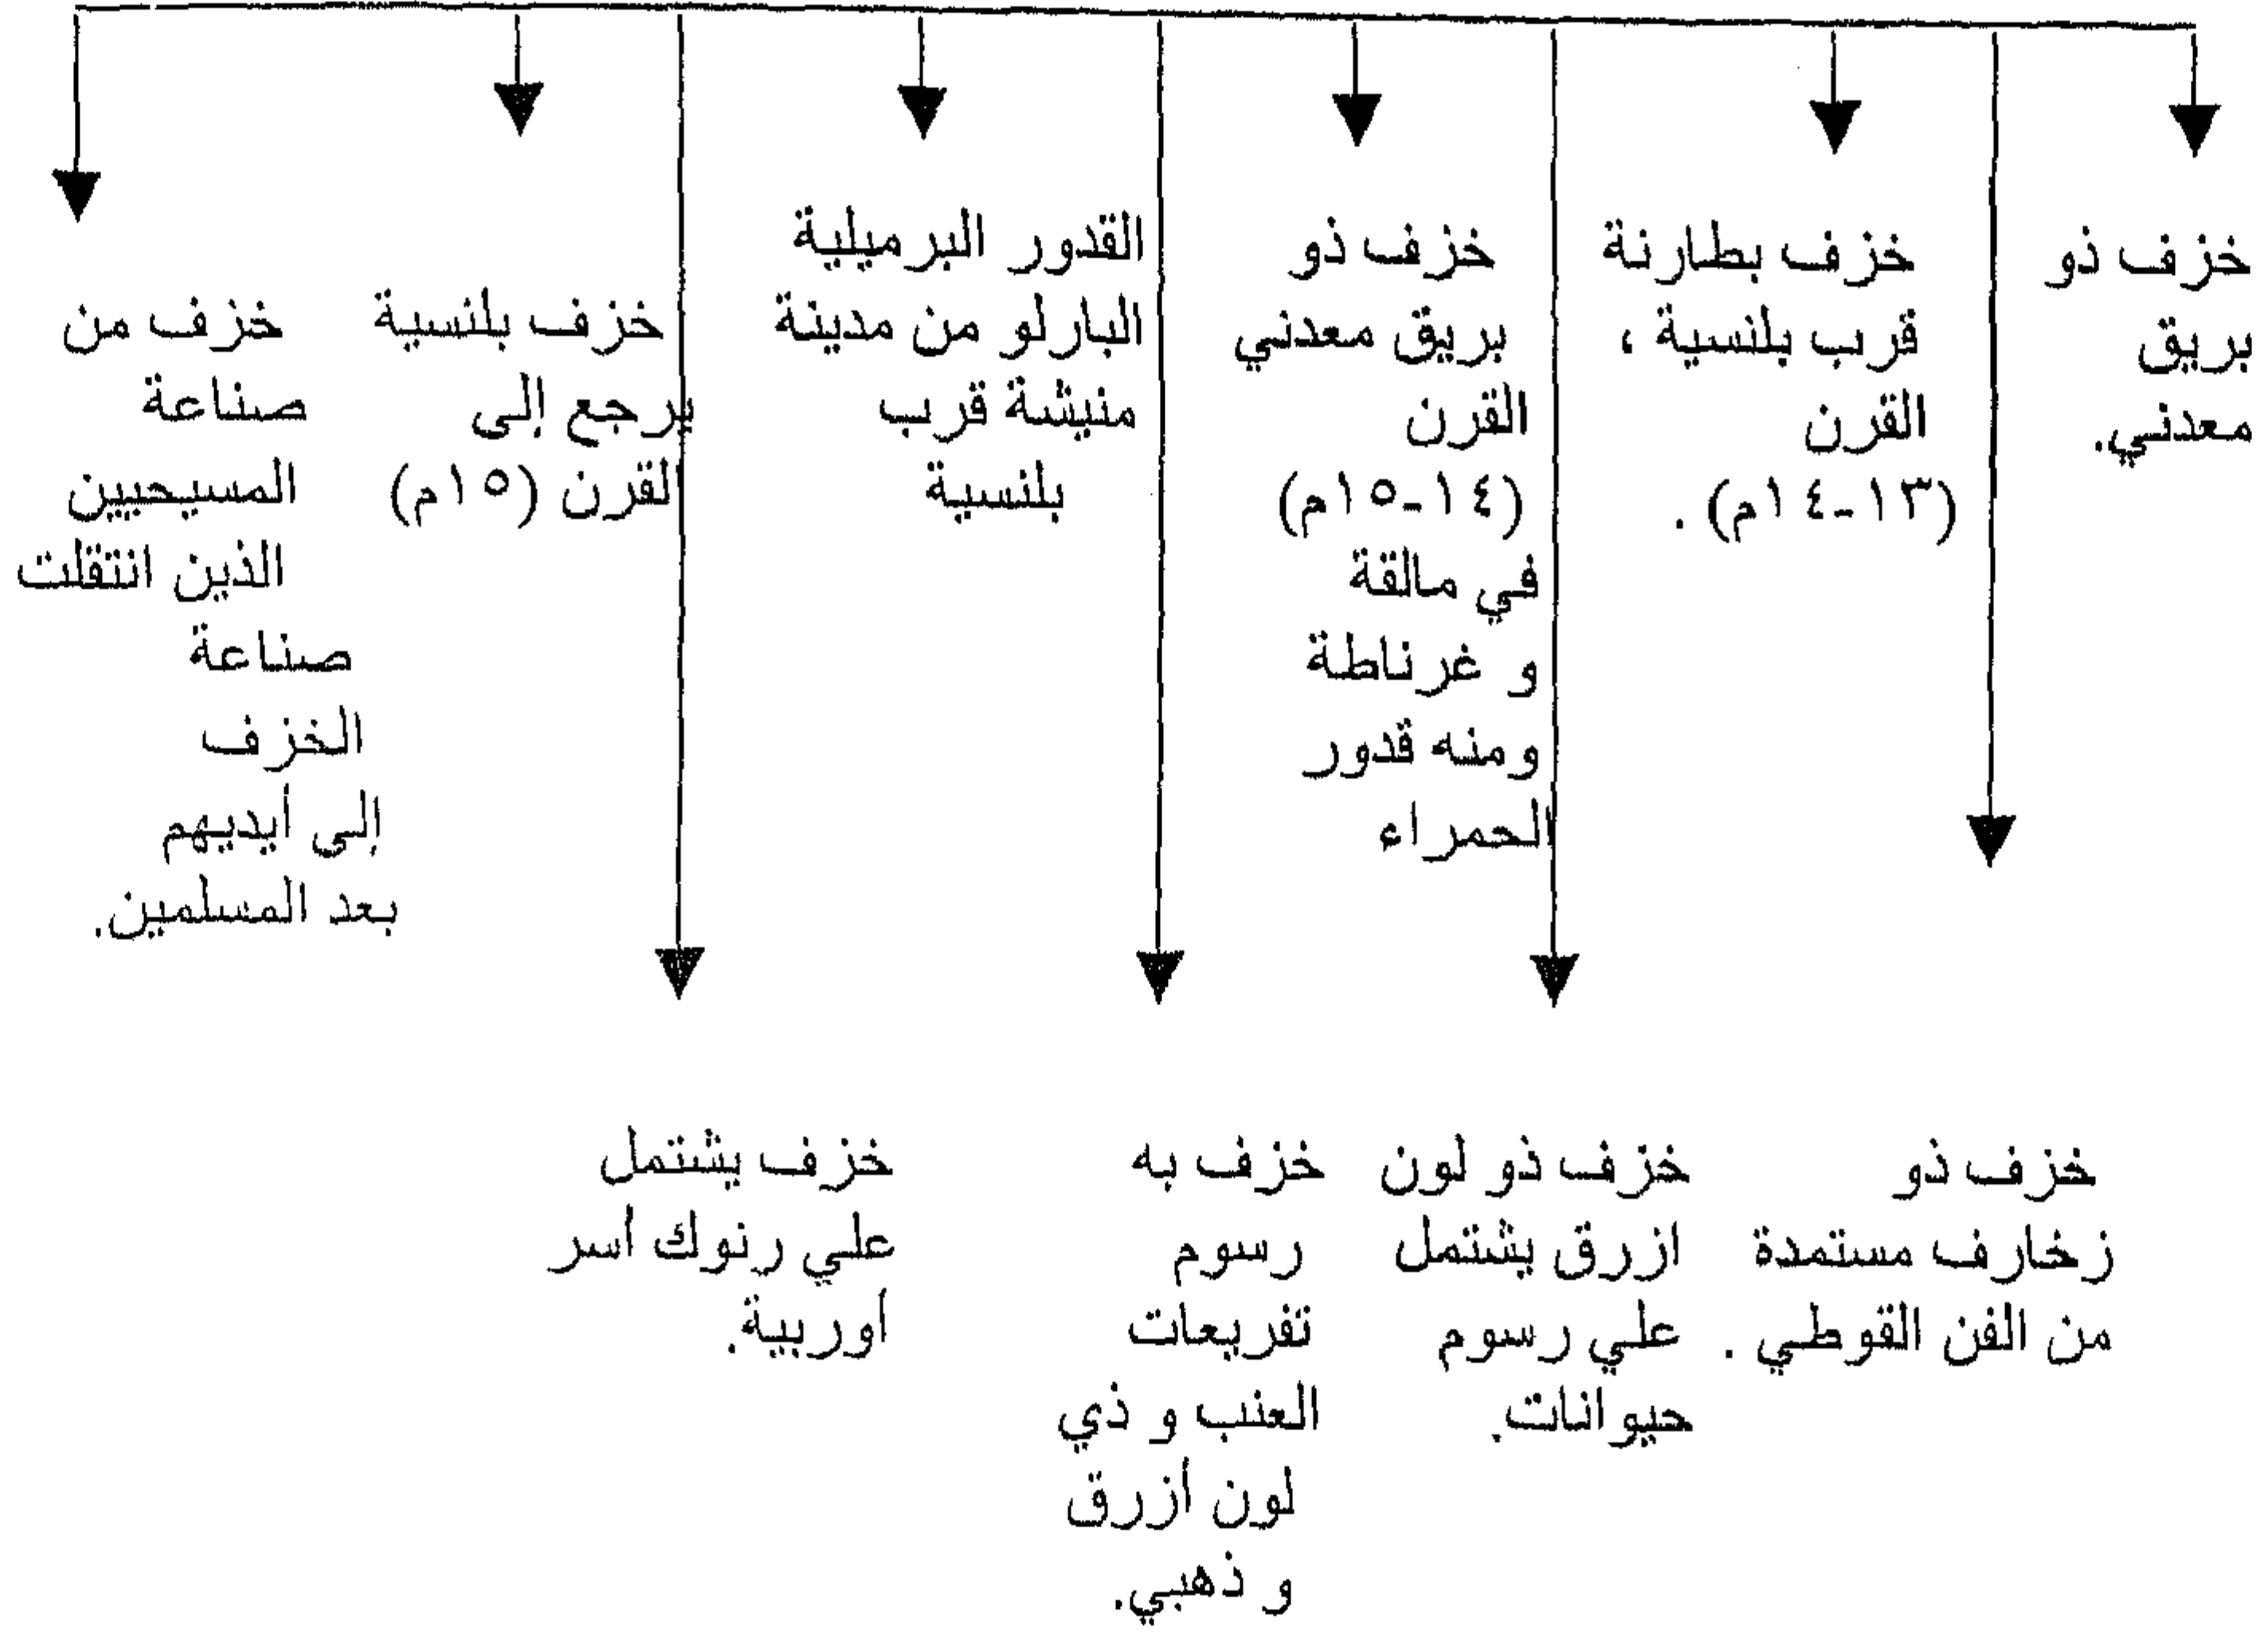 خزف ذو
بريق
معدني.
خزف بطارنة
قرب بلنسية ،
القرن
(١٣-١٤م) .
خزف ذو
بريق معدني
القرن
(١٤-١٥م)
في مالقة
و غرناطة
ومنه قدور
الحمراء
القدور البرميلية
البارلو من مدينة
منيشة قرب
بلنسية
خزف بلنسية
يرجع إلى
القرن (١٥م)
خزف من
صناعة
المسيحيين
الذين انتقلت
صناعة
الخزف
إلى أيديهم
بعد المسلمين.
خزف ذو
زخارف مستمدة
من الفن القوطي .
خزف ذو لون
ازرق يشتمل
علي رسوم
حيوانات.
خزف به
رسوم
تفريعات
العنب و ذي
لون أزرق
و ذهبي.
خزف يشتمل
علي رنوك اسر
اوربية.